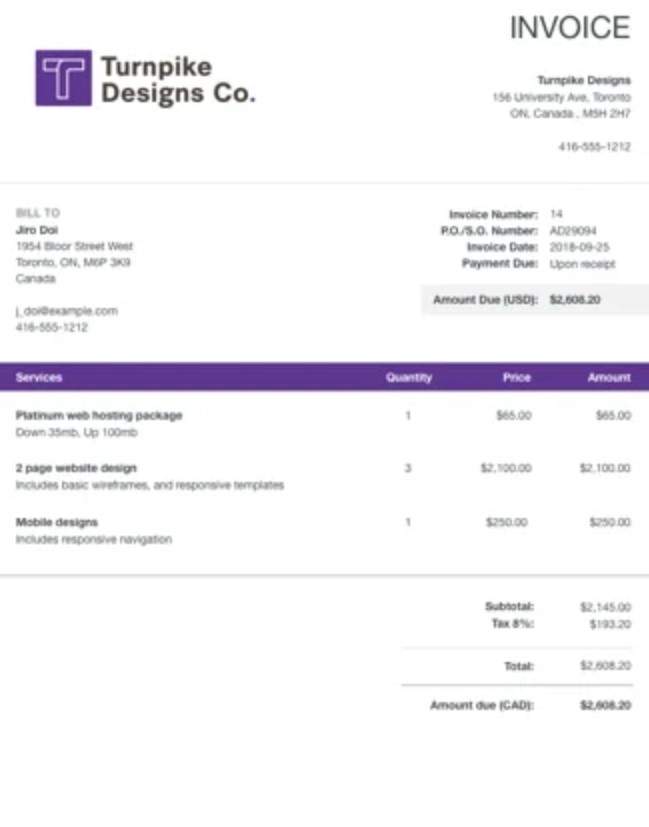 INVOICE
Turnpike
Designs Co.
Turnpike Designs
156 University Ave, Toronto
ON, Canada , M5H 2H7
416-555-1212
BILL TO
Jiro Doi
1954 Bloor Street West
Toronto, ON, M6P 3K9
Canada
j_doi@example.com
416-555-1212
Invoice Number: 14
P.O./S.O. Number: AD29094
Invoice Date: 2018-09-25
Payment Due: Upon receipt
Amount Due (USD): $2,608.20
Services Quantity Price Amount
Platinum web hosting package 1 $65.00 $65.00
Down 35mb, Up 100mb
2 page website design 3 $2,100.00 $2,100.00
Includes basic wireframes, and responsive templates
Mobile designs 1 $250.00 $250.00
Includes responsive navigation
Subtotal: $2,145.00
Tax 8%: $193.20
Total: $2,608.20
Amount due (CAD): $2,608.20